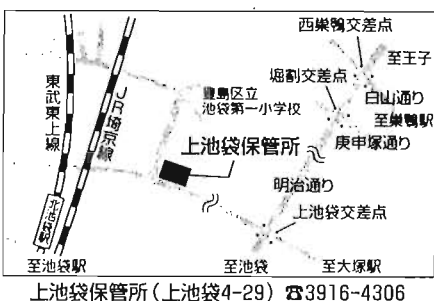 西巣鴨交差点
至王子
堀割交差点
白山通り
至巣鴨駅
庚申塚通り
豊島区立
池袋第一小学校
東武東上線
JR埼京線
上池袋保管所
明治通り
上池袋交差点
北池袋駅
至池袋駅
至池袋
至大塚駅
上池袋保管所(上池袋4-29) ☎3916-4306